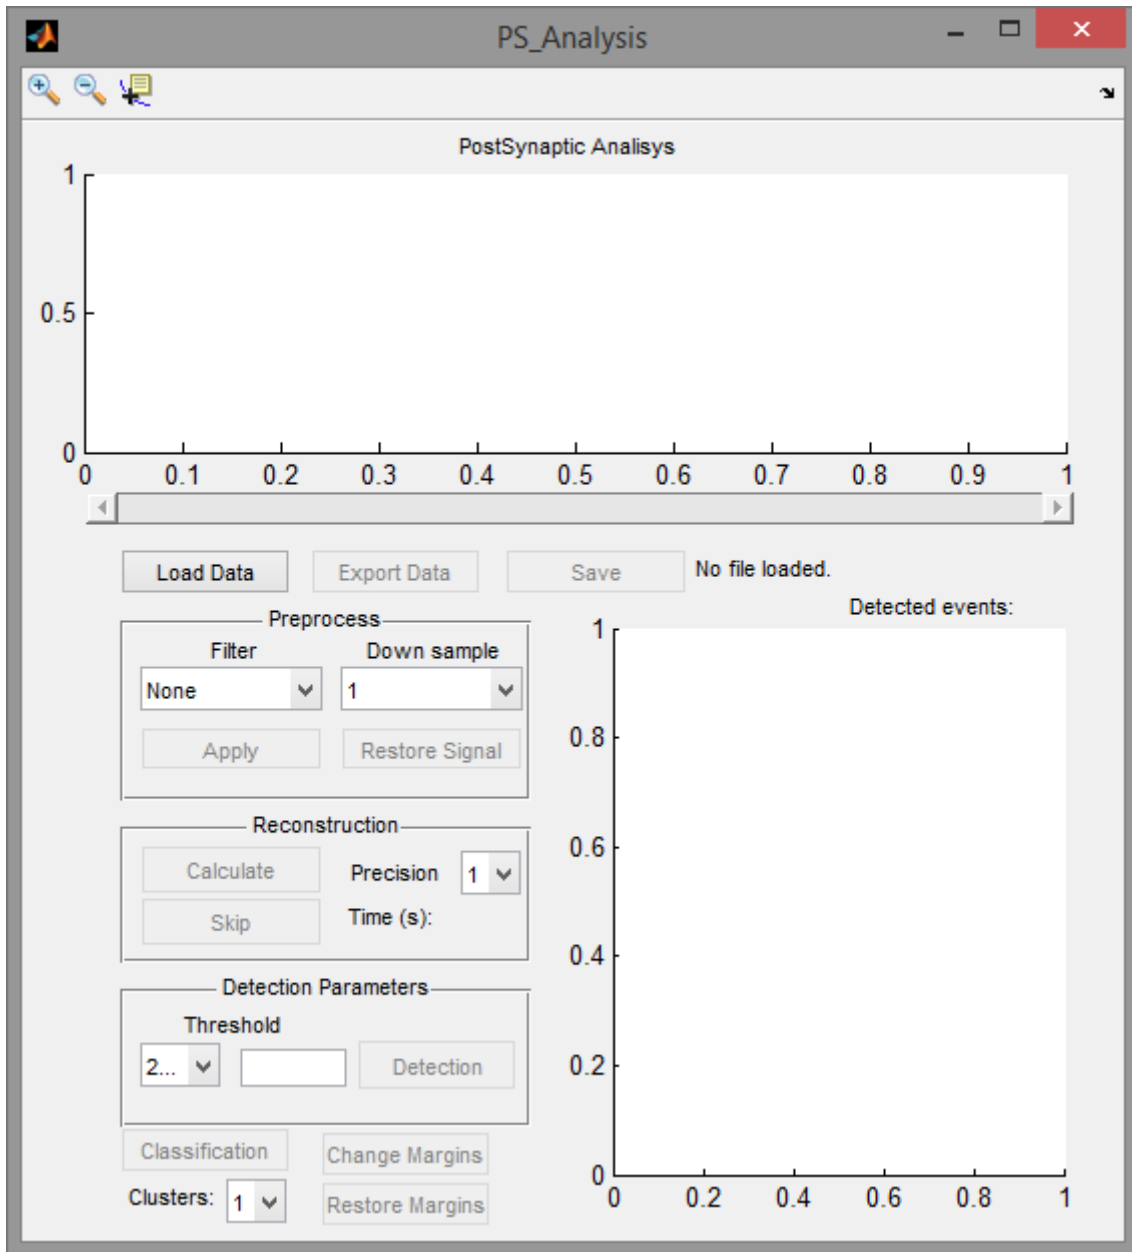 PS_Analysis
PostSynaptic Analisys
1
0.5
0
0 0.1 0.2 0.3 0.4 0.5 0.6 0.7 0.8 0.9 1
Load Data Export Data Save No file loaded.
Preprocess
Filter Down sample
None 1
Apply Restore Signal
Reconstruction
Calculate Precision 1
Skip Time (s):
Detection Parameters
Threshold
2... Detection
Classification Change Margins
Clusters: 1 Restore Margins
Detected events:
1
0.8
0.6
0.4
0.2
0
0 0.2 0.4 0.6 0.8 1